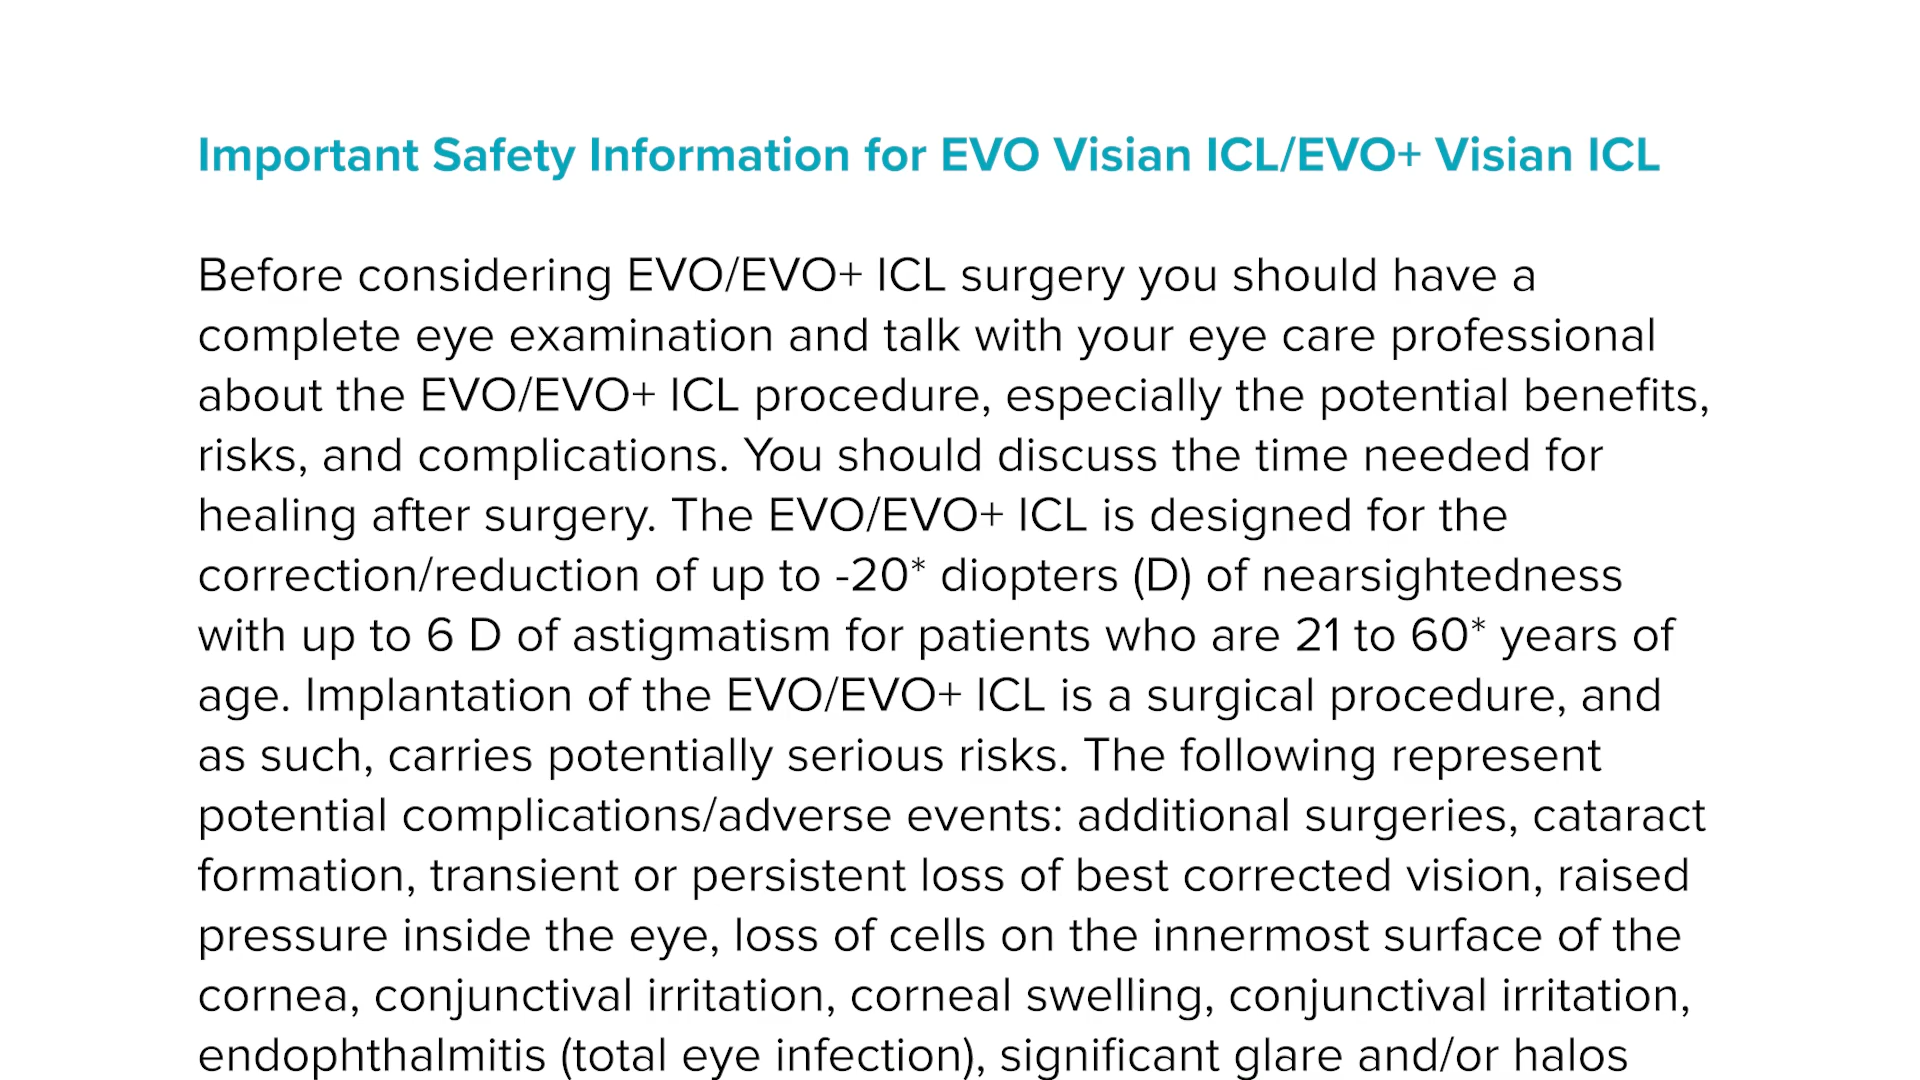 Important Safety Information for EVO Visian ICL/EVO+ Visian ICL
Before considering EVO/EVO+ ICL surgery you should have a
complete eye examination and talk with your eye care professional
about the EVO/EVO+ ICL procedure, especially the potential benefits,
risks, and complications. You should discuss the time needed for
healing after surgery. The EVO/EVO+ ICL is designed for the
correction/reduction of up to -20* diopters (D) of nearsightedness
with up to 6 D of astigmatism for patients who are 21 to 60* years of
age. Implantation of the EVO/EVO+ ICL is a surgical procedure, and
as such, carries potentially serious risks. The following represent
potential complications/adverse events: additional surgeries, cataract
formation, transient or persistent loss of best corrected vision, raised
pressure inside the eye, loss of cells on the innermost surface of the
cornea, conjunctival irritation, corneal swelling, conjunctival irritation,
endophthalmitis (total eye infection), significant glare and/or halos